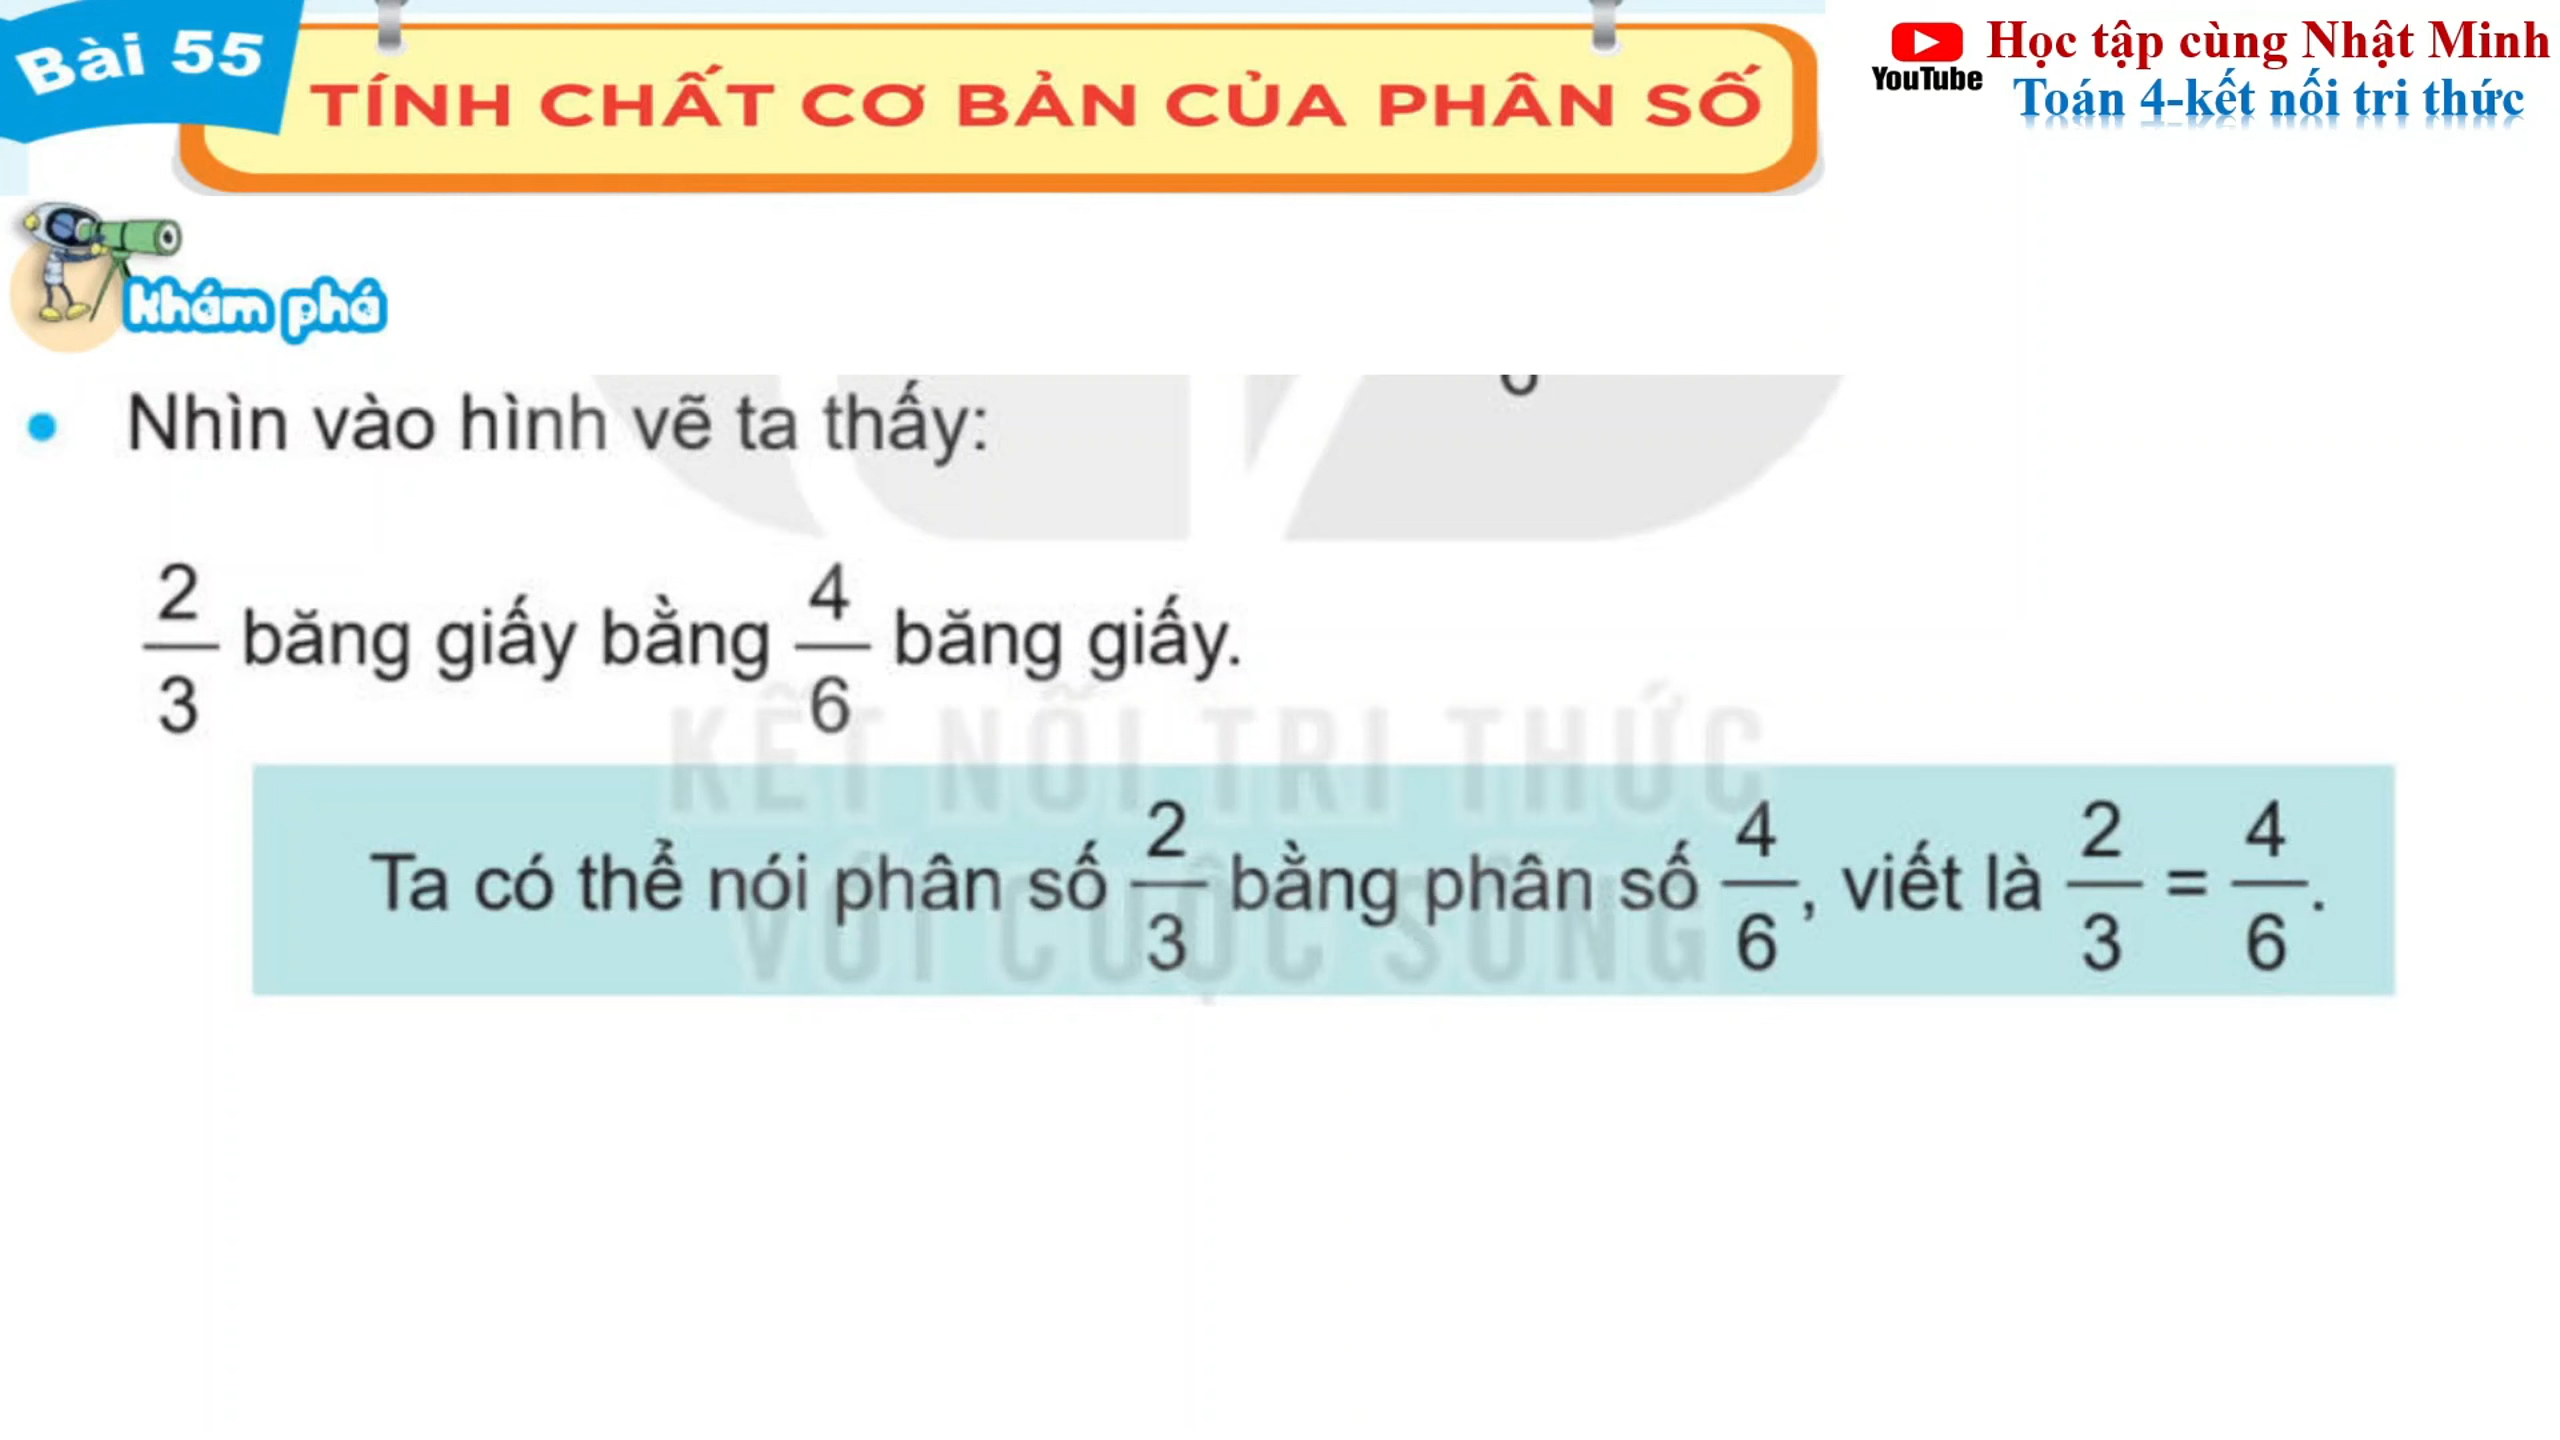 Bài 55
TÍNH CHẤT CƠ BẢN CỦA PHÂN SỐ
YouTube
Học tập cùng Nhật Minh
Toán 4-kết nối tri thức
Khám phá
• Nhìn vào hình vẽ ta thấy:
2/3 băng giấy bằng 4/6 băng giấy.
KẾT NỐI TRI THỨC
VỚI CUỘC SỐNG
Ta có thể nói phân số 2/3 bằng phân số 4/6, viết là 2/3 = 4/6.